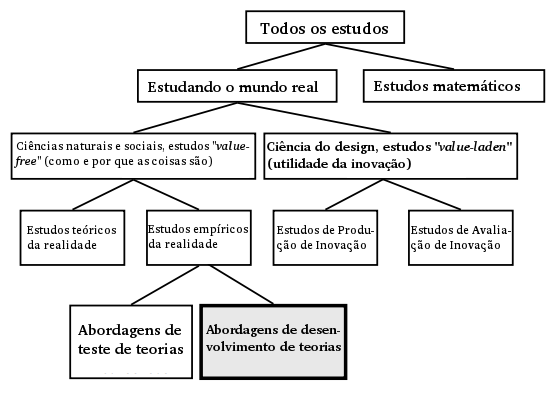 Todos os estudos
Estudando o mundo real
Estudos matemáticos
Ciências naturais e sociais, estudos "value-
free" (como e por que as coisas são)
Ciência do design, estudos "value-laden"
(utilidade da inovação)
Estudos teóricos
da realidade
Estudos empíricos
da realidade
Estudos de Produ-
ção de Inovação
Estudos de Avalia-
ção de Inovação
Abordagens de
teste de teorias
Abordagens de desen-
volvimento de teorias